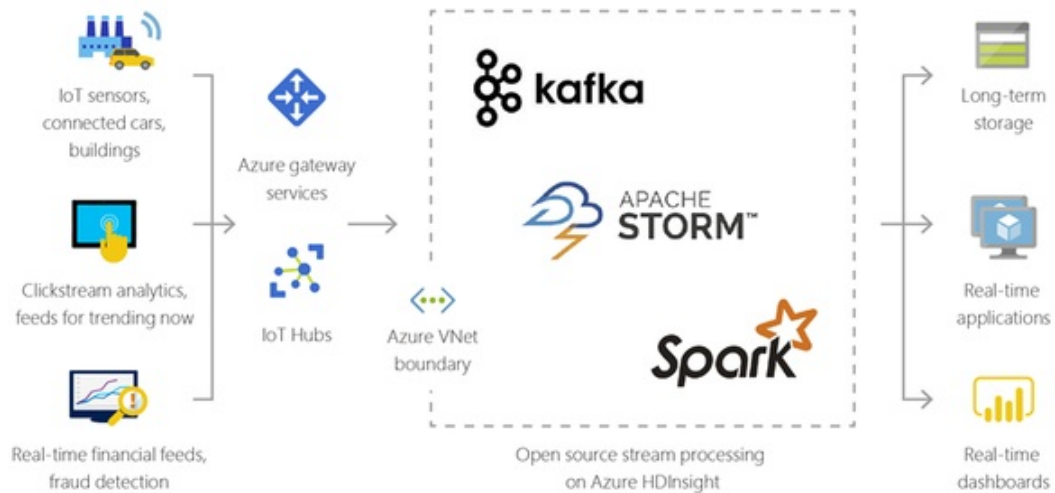 IoT sensors,
connected cars,
buildings
Clickstream analytics,
feeds for trending now
Real-time financial feeds,
fraud detection
Azure gateway
services
IoT Hubs
Azure VNet
boundary
kafka
APACHE
STORM™
Spark
Open source stream processing
on Azure HDInsight
Long-term
storage
Real-time
applications
Real-time
dashboards